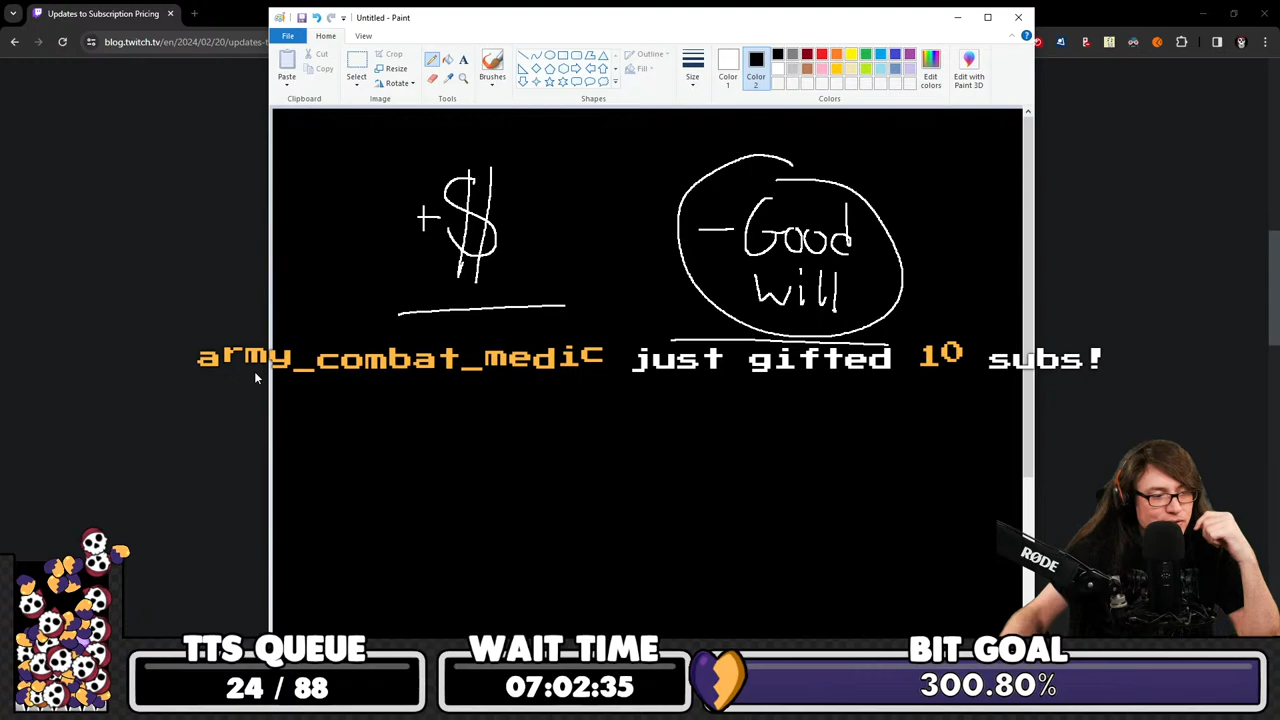 Updates to Subscription Pricing
Untitled - Paint
blog.twitch.tv/en/2024/02/20/updates-t
File
Home
View
Paste
Cut
Copy
Clipboard
Select
Crop
Resize
Rotate
Image
Tools
Brushes
Shapes
Outline
Fill
Size
Color 1
Color 2
Edit colors
Colors
Edit with Paint 3D
+$
- Good
will
army_combat_medic just gifted 10 subs!
RØDE
TTS QUEUE
24 / 88
WAIT TIME
07:02:35
BIT GOAL
300.80%